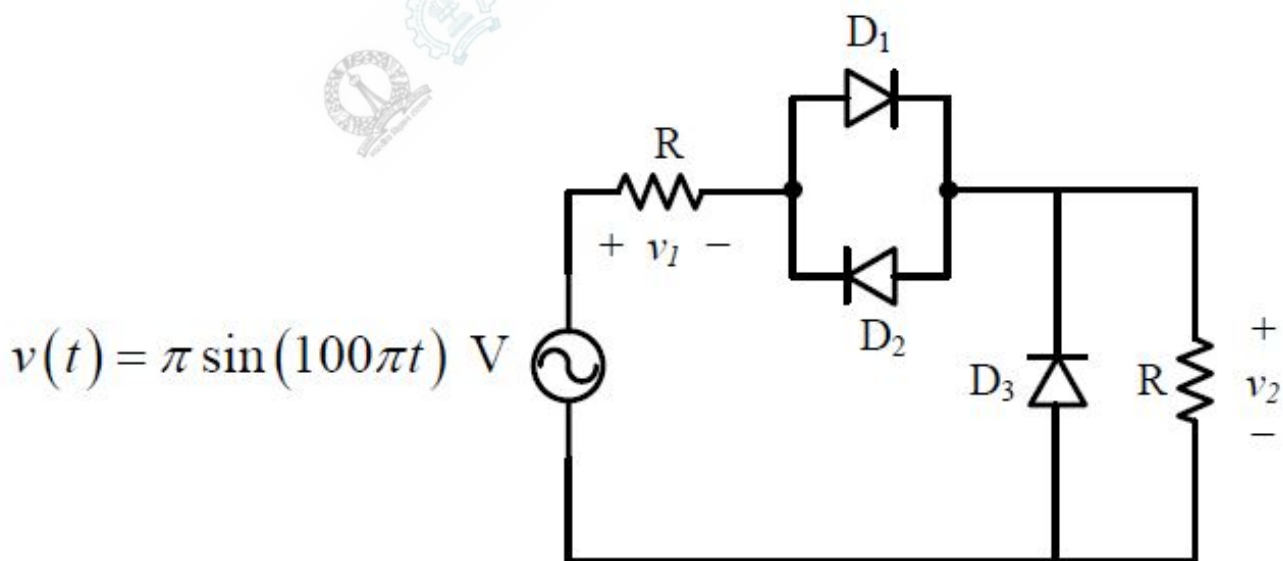 D₁
R
+ v₁ −
D₂
v(t) = π sin(100πt) V
D₃
R
+
v₂
−